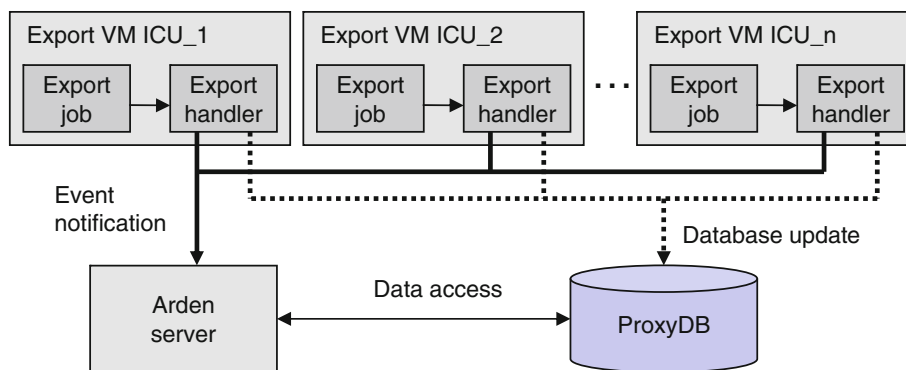 Export VM ICU_1
Export
job
Export
handler
Export VM ICU_2
Export
job
Export
handler
...
Export VM ICU_n
Export
job
Export
handler
Event
notification
Database update
Arden
server
Data access
ProxyDB